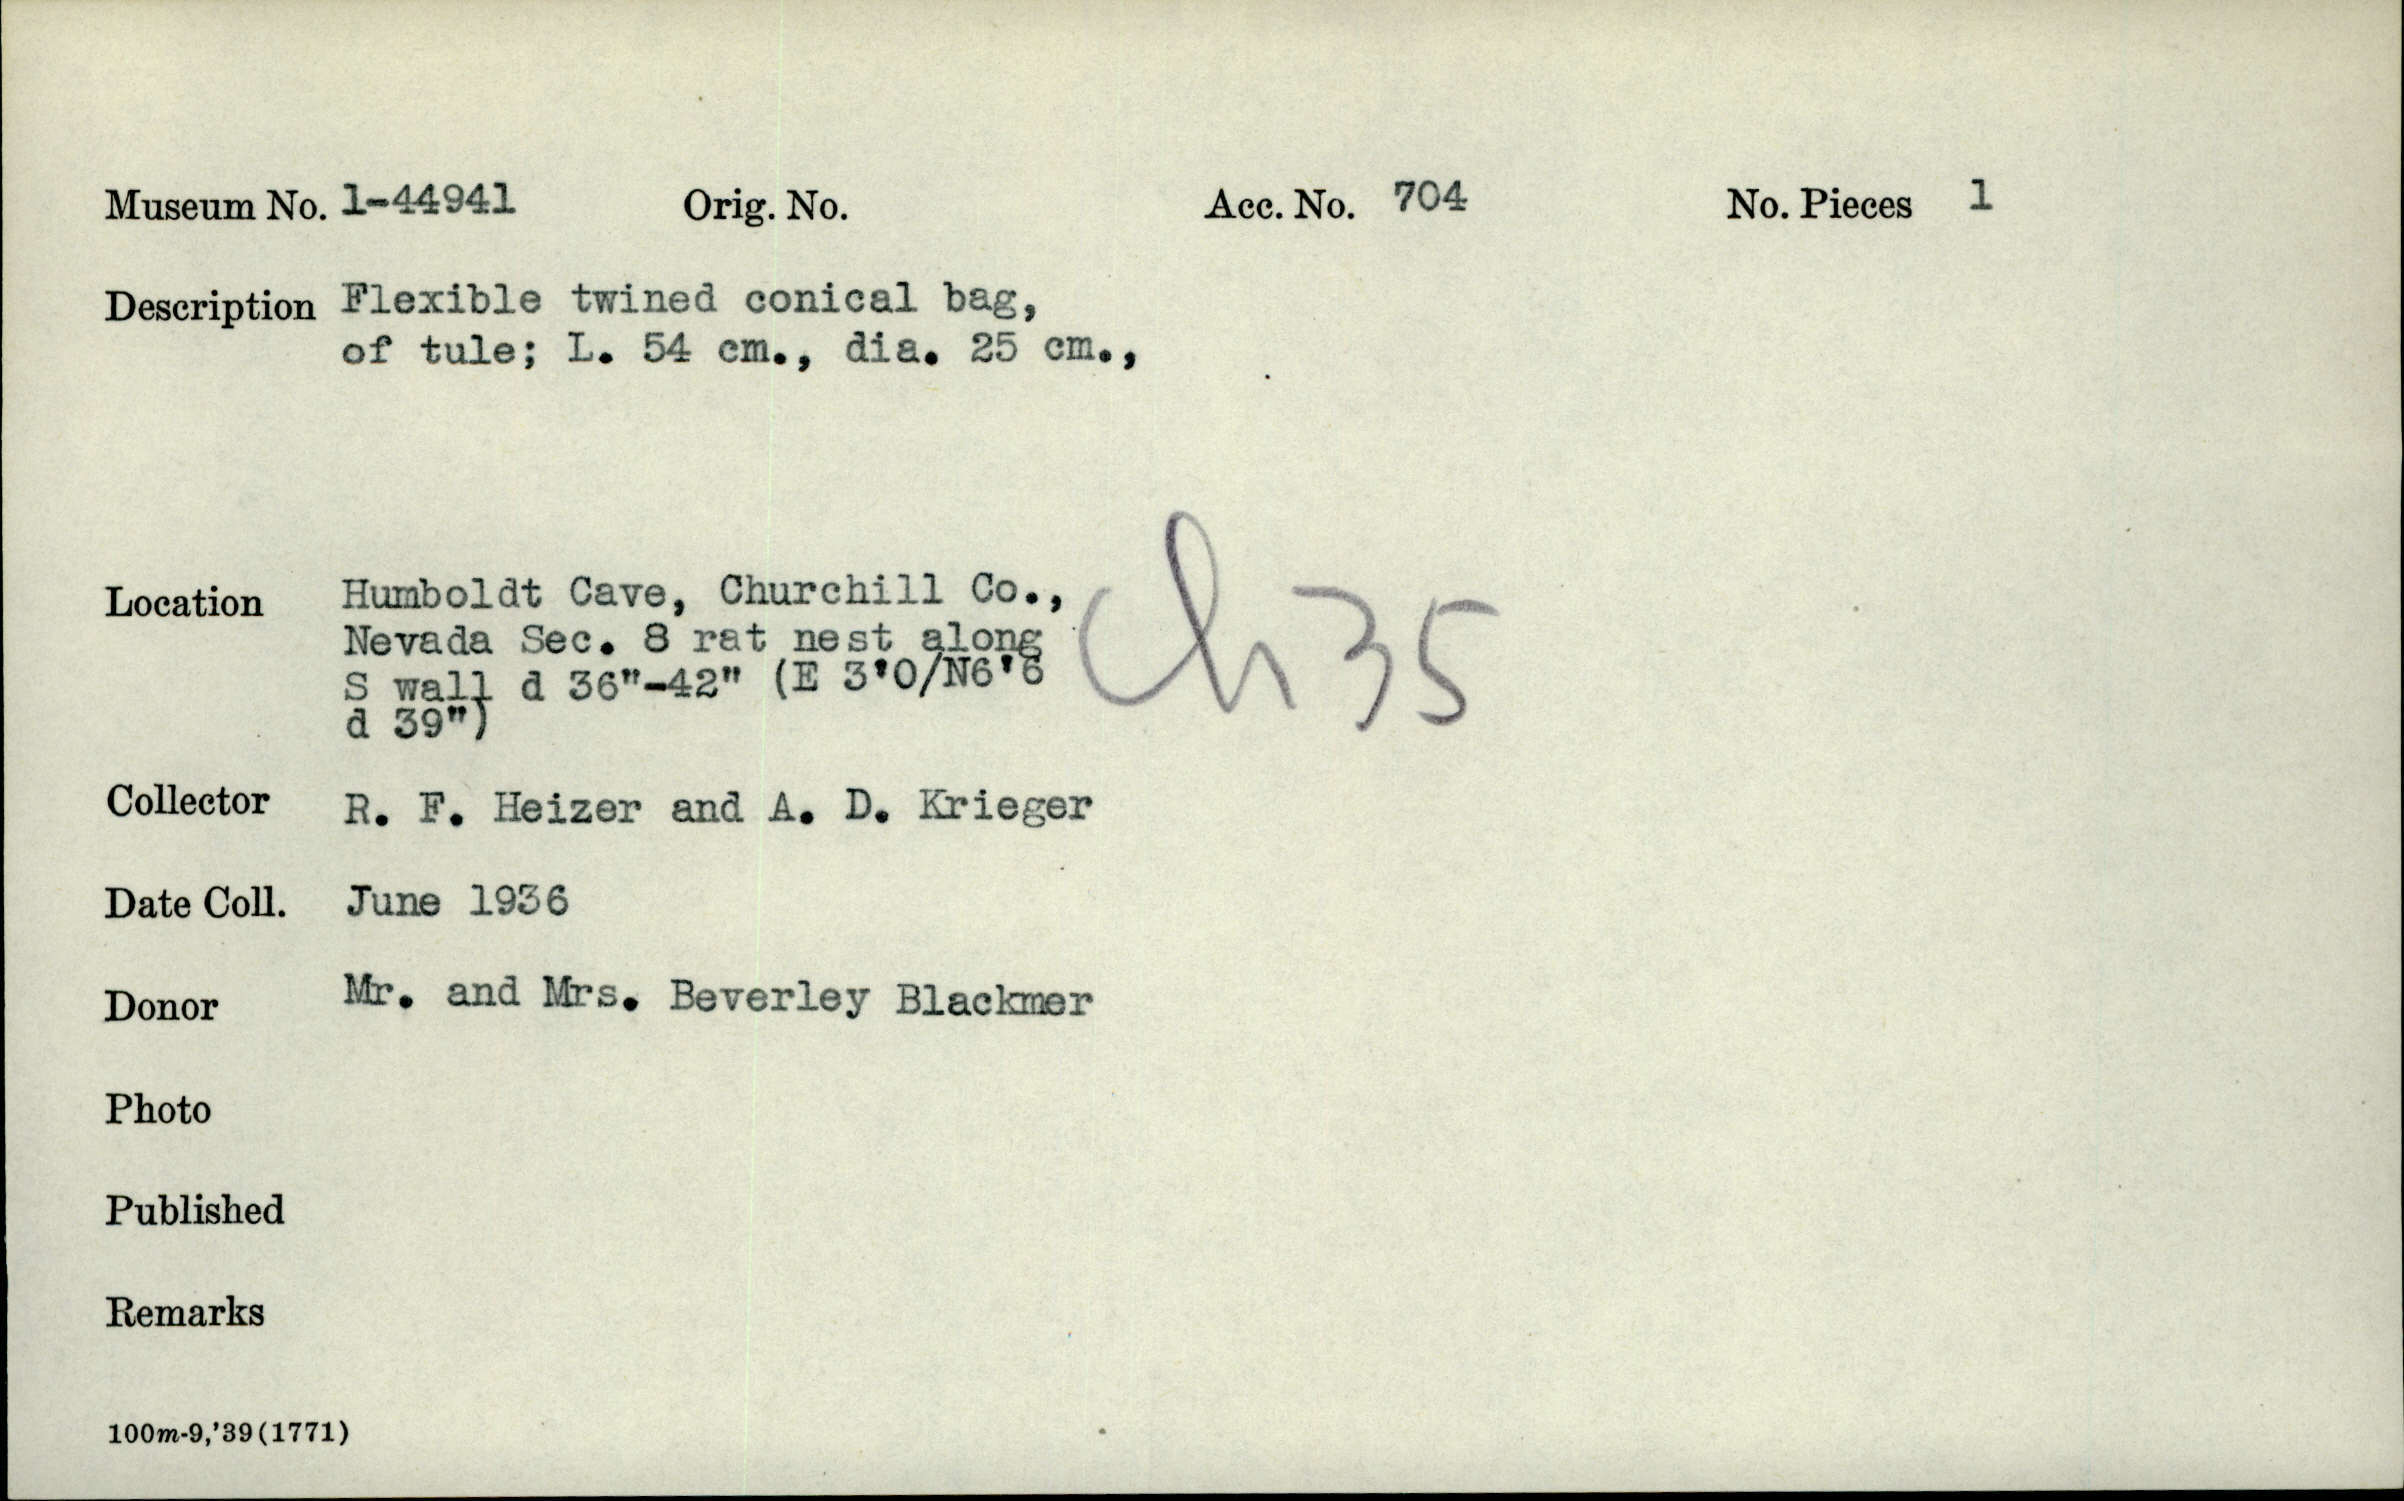 Museum No. 1-44941 Orig. No. Acc. No. 704 No. Pieces 1
Description Flexible twined conical bag,
of tule; L. 54 cm., dia. 25 cm.,
Location Humboldt Cave, Churchill Co.,
Nevada Sec. 8 rat nest along
S wall d 36"-42" (E 3'0/N6'6
d 39")
Ch 35
Collector R. F. Heizer and A. D. Krieger
Date Coll. June 1936
Donor Mr. and Mrs. Beverley Blackmer
Photo
Published
Remarks
100m-9,'39(1771)